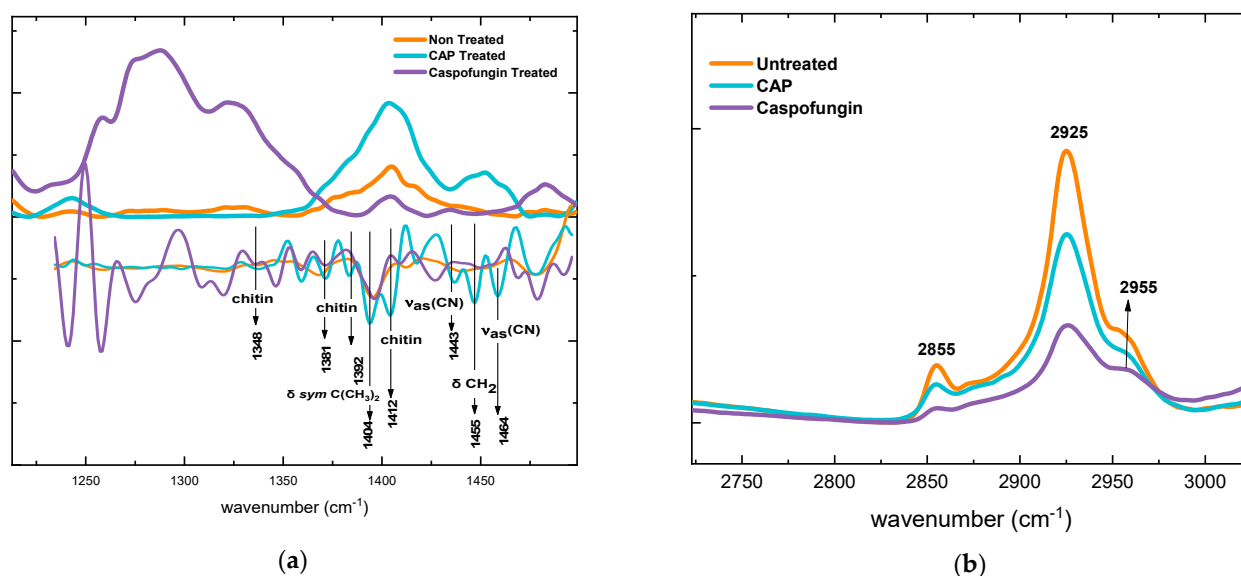 Non Treated
CAP Treated
Caspofungin Treated
chitin
chitin
chitin
νas(CN)
νas(CN)
1348
1381
1392
δ sym C(CH3)2
1404
1412
1443
δ CH2
1455
1464
1250 1300 1350 1400 1450
wavenumber (cm-1)
(a)
Untreated
CAP
Caspofungin
2925
2955
2855
2750 2800 2850 2900 2950 3000
wavenumber (cm-1)
(b)